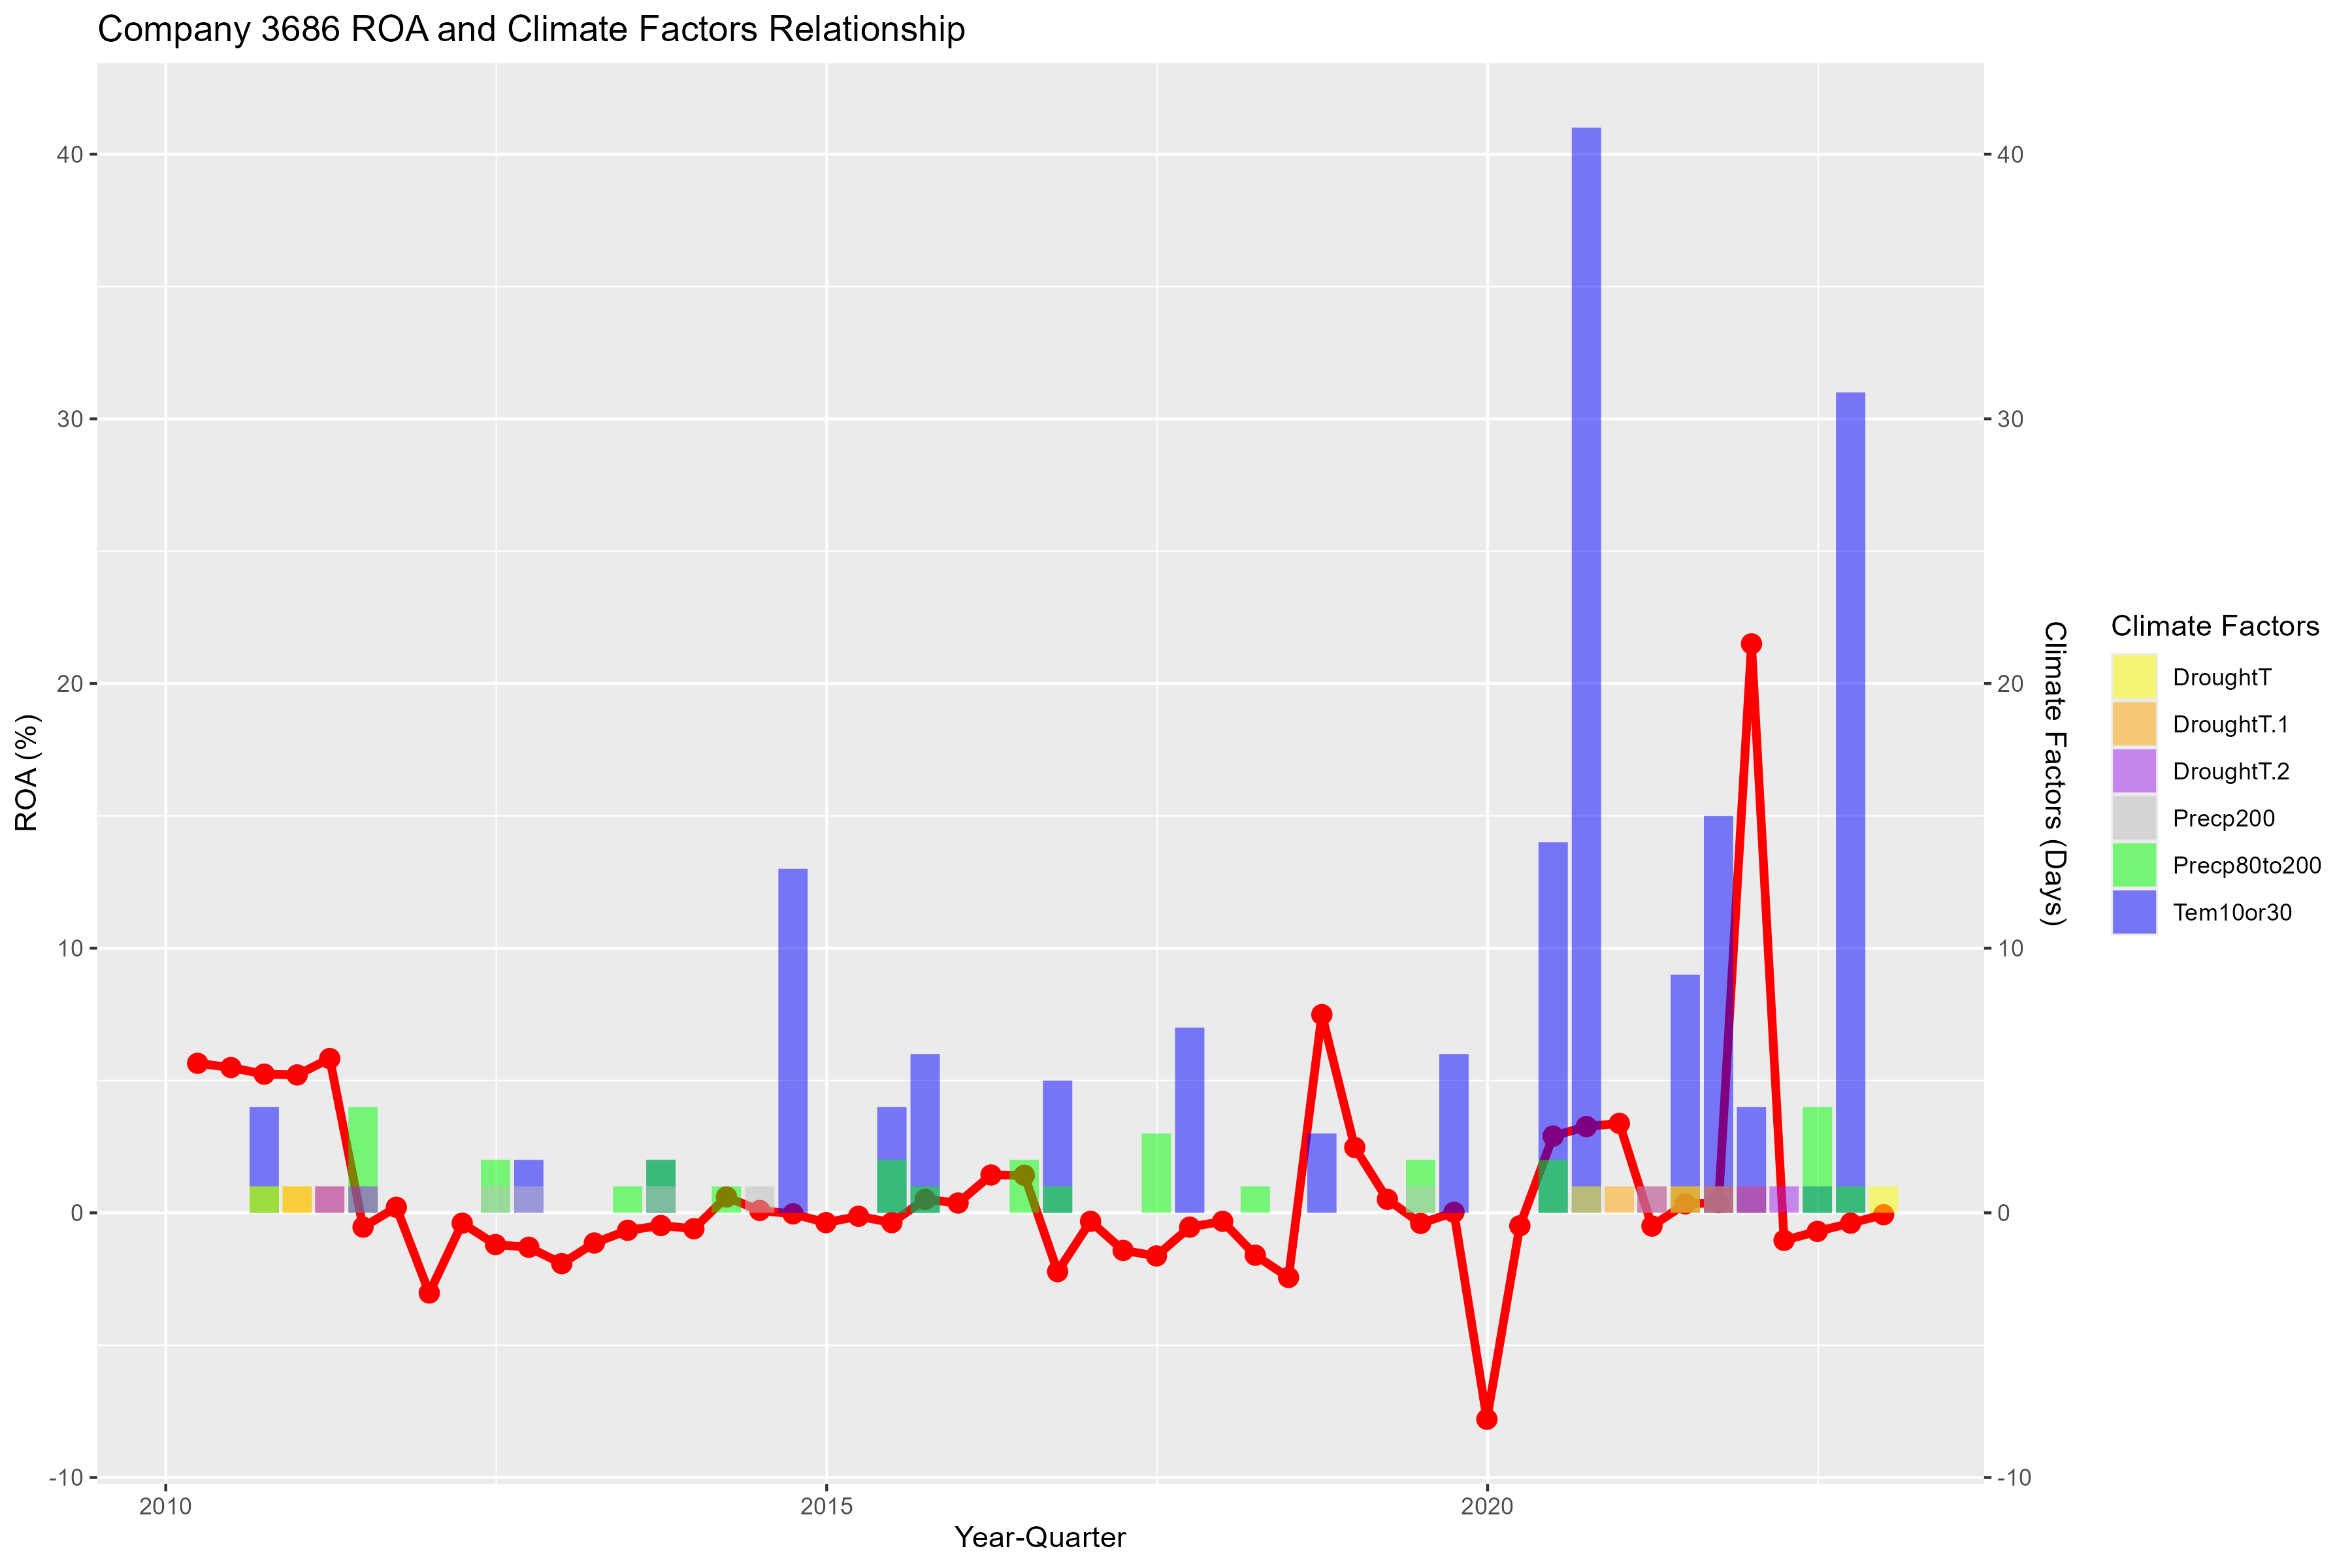 Company 3686 ROA and Climate Factors Relationship
40
30
20
10
0
-10
ROA (%)
2010
2015
2020
Year-Quarter
40
30
20
10
0
-10
Climate Factors (Days)
Climate Factors
DroughtT
DroughtT.1
DroughtT.2
Precp200
Precp80to200
Tem10or30